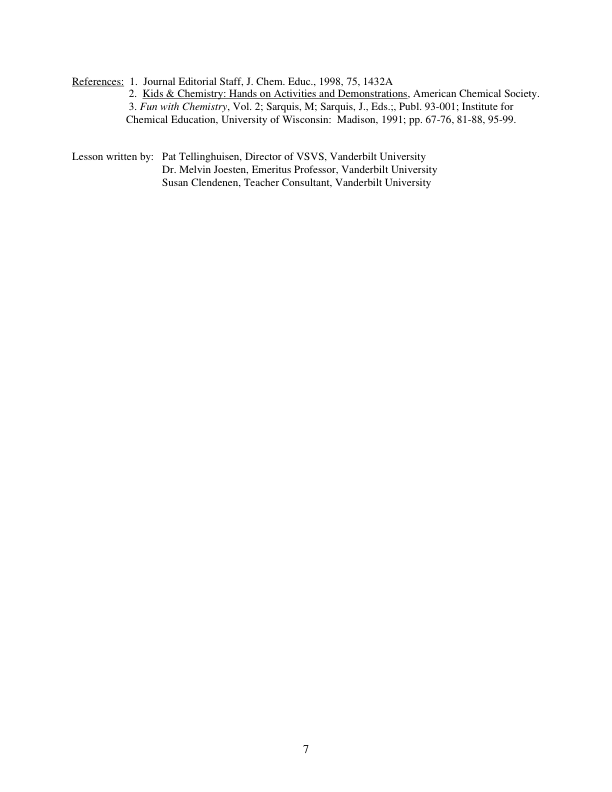 References: 1. Journal Editorial Staff, J. Chem. Educ., 1998, 75, 1432A
2. Kids & Chemistry: Hands on Activities and Demonstrations, American Chemical Society.
3. Fun with Chemistry, Vol. 2; Sarquis, M; Sarquis, J., Eds.;, Publ. 93-001; Institute for
Chemical Education, University of Wisconsin: Madison, 1991; pp. 67-76, 81-88, 95-99.
Lesson written by: Pat Tellinghuisen, Director of VSVS, Vanderbilt University
Dr. Melvin Joesten, Emeritus Professor, Vanderbilt University
Susan Clendenen, Teacher Consultant, Vanderbilt University
7